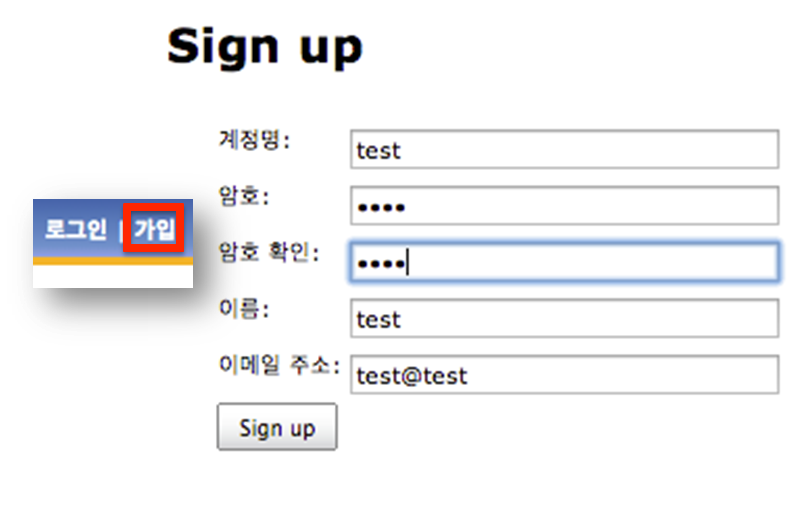 Sign up
계정명:
test
암호:
••••
로그인 | 가입
암호 확인:
••••
이름:
test
이메일 주소:
test@test
Sign up